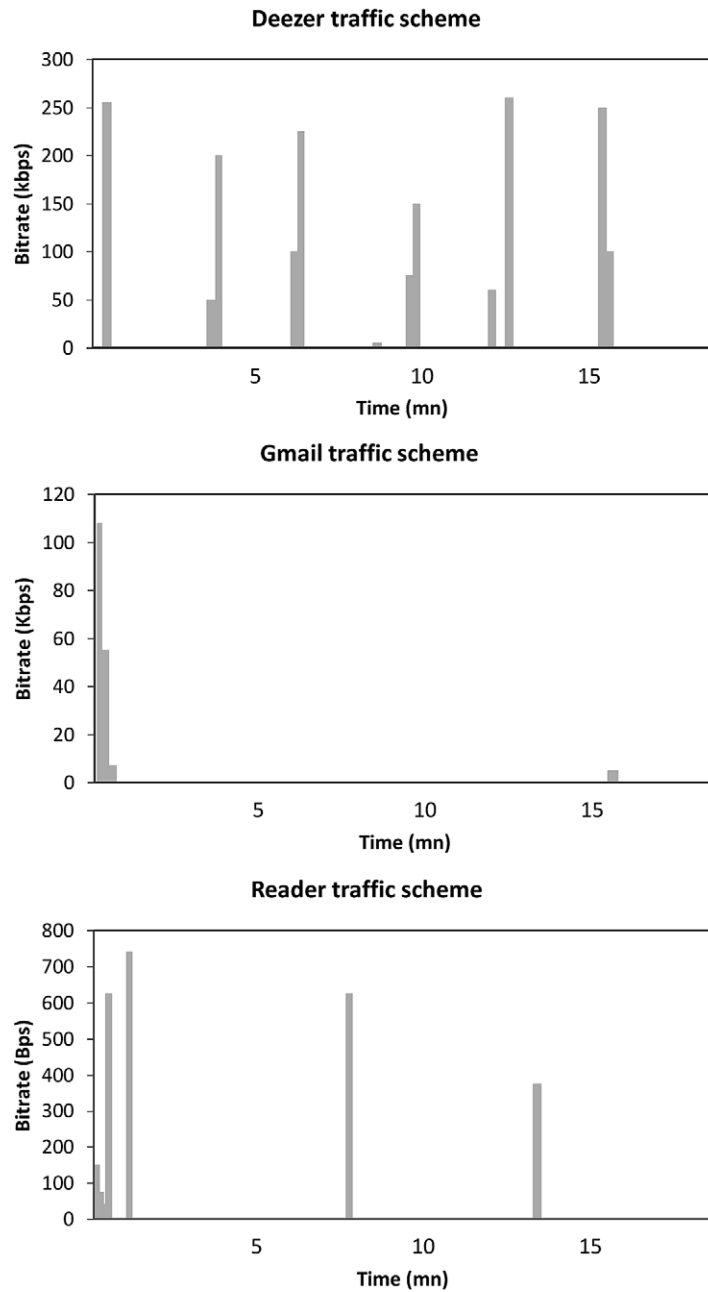 Deezer traffic scheme
300
250
200
150
100
50
0
Bitrate (kbps)
5 10 15
Time (mn)
Gmail traffic scheme
120
100
80
60
40
20
0
Bitrate (Kbps)
5 10 15
Time (mn)
Reader traffic scheme
800
700
600
500
400
300
200
100
0
Bitrate (Bps)
5 10 15
Time (mn)